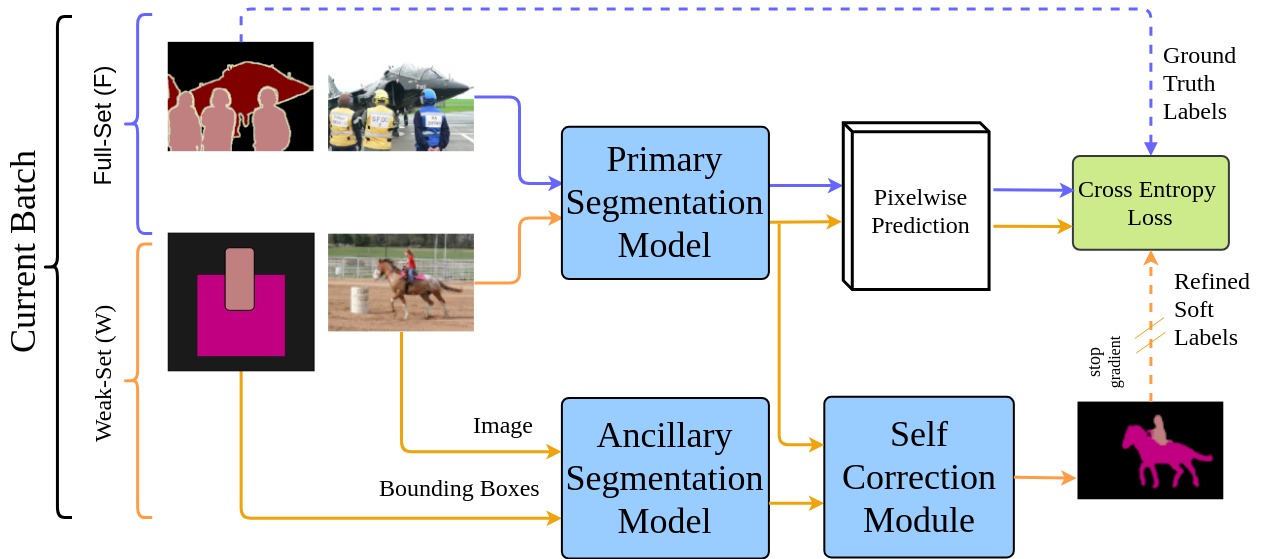 Current Batch
Full-Set (F)
Weak-Set (W)
Primary
Segmentation
Model
Pixelwise
Prediction
Ground
Truth
Labels
Cross Entropy
Loss
Refined
Soft
Labels
stop
gradient
Image
Bounding Boxes
Ancillary
Segmentation
Model
Self
Correction
Module